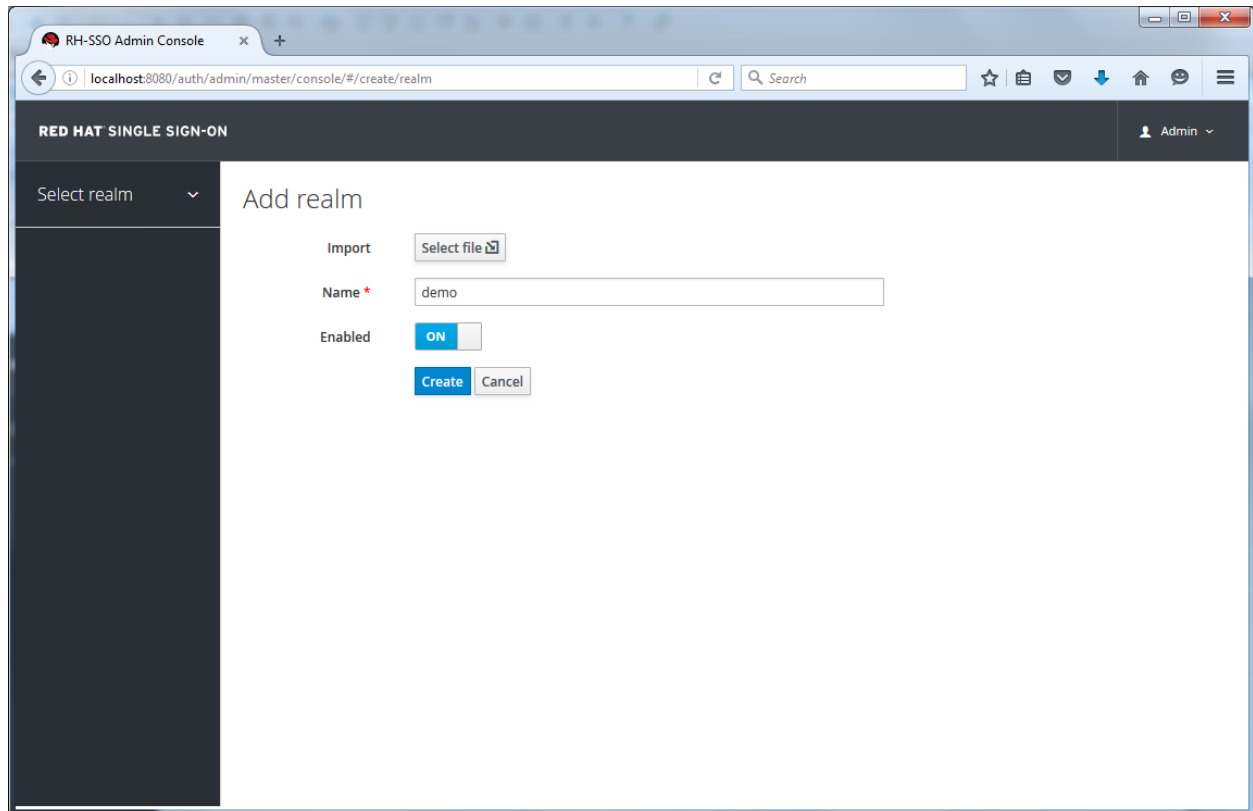 RH-SSO Admin Console
localhost:8080/auth/admin/master/console/#/create/realm
Search
RED HAT SINGLE SIGN-ON
Admin
Select realm
Add realm
Import
Select file
Name *
demo
Enabled
ON
Create
Cancel